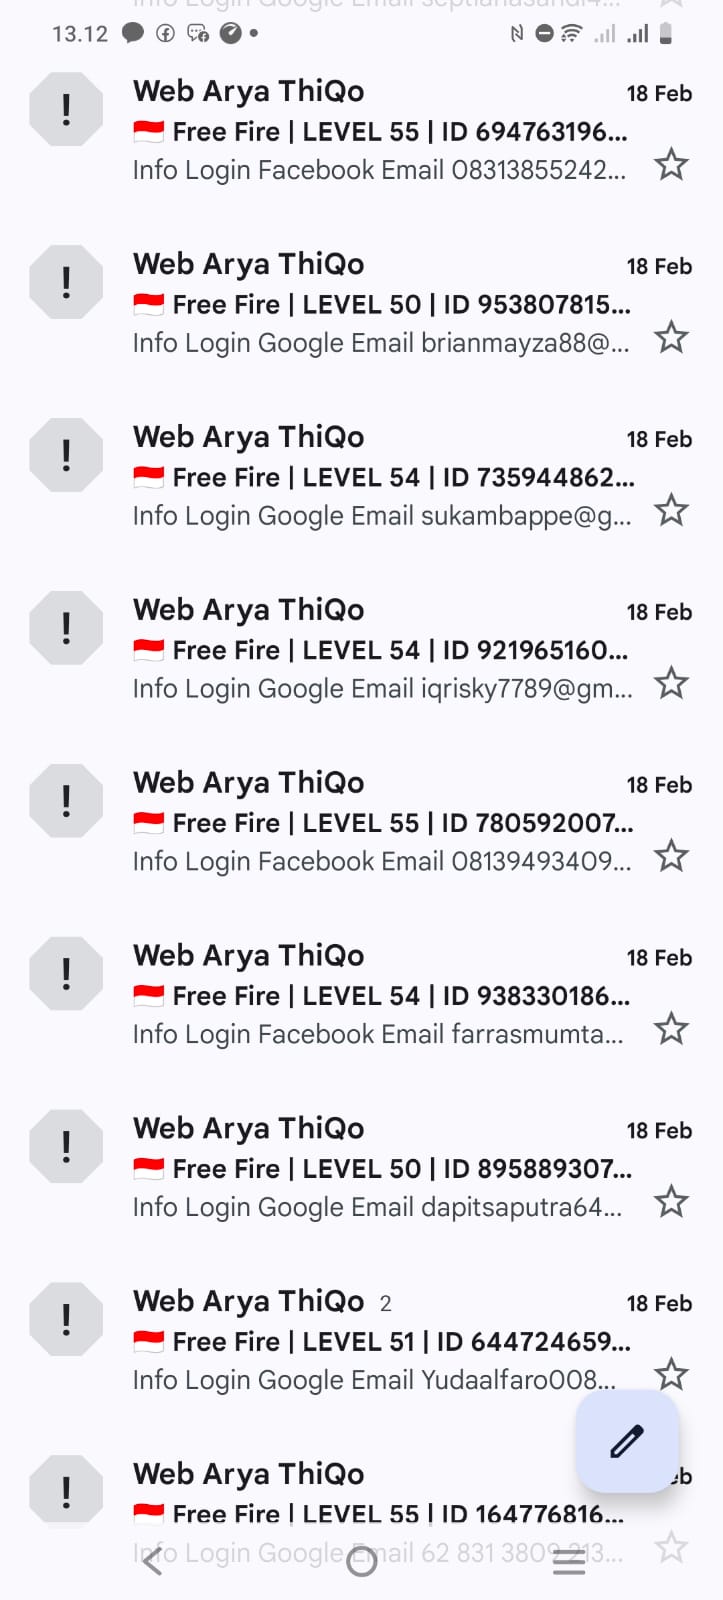 13.12
Web Arya ThiQo 18 Feb
🇮🇩 Free Fire | LEVEL 55 | ID 694763196...
Info Login Facebook Email 08313855242...
Web Arya ThiQo 18 Feb
🇮🇩 Free Fire | LEVEL 50 | ID 953807815...
Info Login Google Email brianmayza88@...
Web Arya ThiQo 18 Feb
🇮🇩 Free Fire | LEVEL 54 | ID 735944862...
Info Login Google Email sukambappe@g...
Web Arya ThiQo 18 Feb
🇮🇩 Free Fire | LEVEL 54 | ID 921965160...
Info Login Google Email iqrisky7789@gm...
Web Arya ThiQo 18 Feb
🇮🇩 Free Fire | LEVEL 55 | ID 780592007...
Info Login Facebook Email 08139493409...
Web Arya ThiQo 18 Feb
🇮🇩 Free Fire | LEVEL 54 | ID 938330186...
Info Login Facebook Email farrasmumta...
Web Arya ThiQo 18 Feb
🇮🇩 Free Fire | LEVEL 50 | ID 895889307...
Info Login Google Email dapitsaputra64...
Web Arya ThiQo 2 18 Feb
🇮🇩 Free Fire | LEVEL 51 | ID 644724659...
Info Login Google Email Yudaalfaro008...
Web Arya ThiQo
🇮🇩 Free Fire | LEVEL 55 | ID 164776816...
Info Login Google Email 62 831 3809